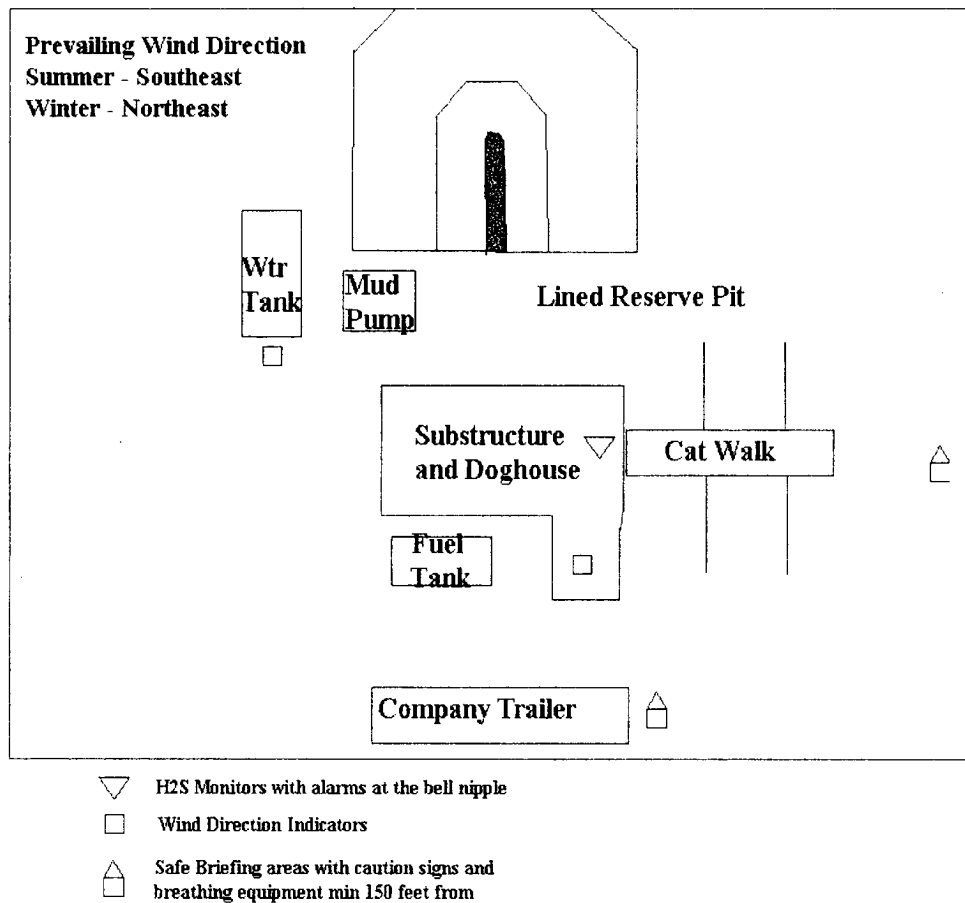 Prevailing Wind Direction
Summer - Southeast
Winter - Northeast
Wtr
Tank
Mud
Pump
Lined Reserve Pit
Substructure
and Doghouse
Cat Walk
Fuel
Tank
Company Trailer
H2S Monitors with alarms at the bell nipple
Wind Direction Indicators
Safe Briefing areas with caution signs and
breathing equipment min 150 feet from